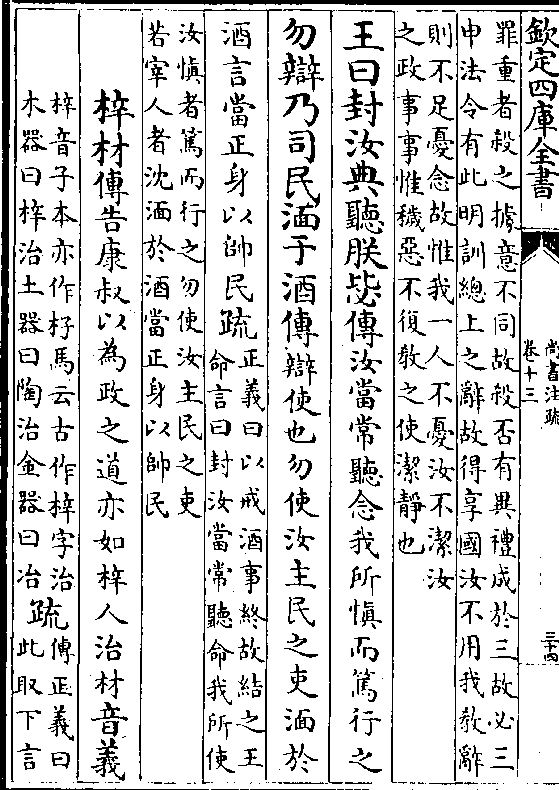 欽定四庫全書
尚書注疏
卷十三
三十四
罪重者殺之據意不同故殺否有異禮成於三故必三
申法令有此明訓總上之辭故得享國汝不用我敎辭
則不足憂念故惟我一人不憂汝不潔汝
之政事事惟穢惡不復敎之使潔靜也
王曰封汝典聽朕毖傳汝當常聽念我所慎而篤行之
勿辯乃司民湎于酒傳辯使也勿使汝主民之吏湎於
酒言當正身以帥民疏
正義曰以戒酒事終故結之王
命言曰封汝當常聽命我所使
汝慎者篤而行之勿使汝主民之吏
若宰人者沈湎於酒當正身以帥民
梓材傳告康叔以為政之道亦如梓人治材音義
梓音子本亦作杍馬云古作梓字治
木器曰梓治土器曰陶治金器曰冶
疏
傳正義曰
此取下言